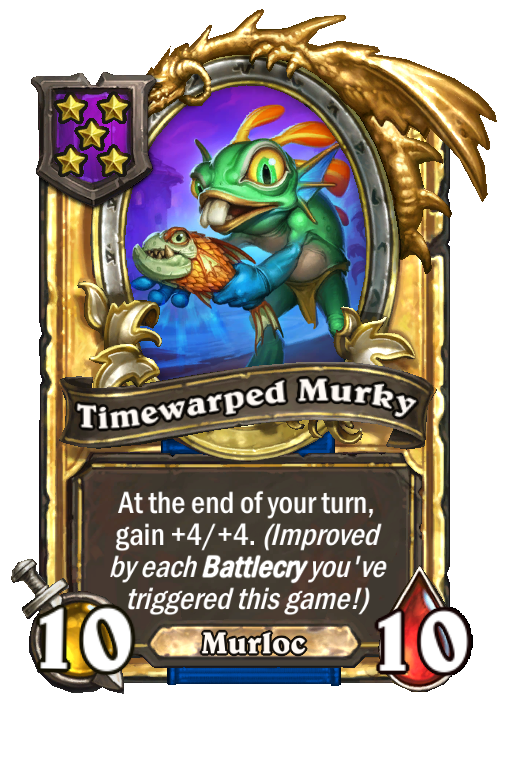 Timewarped Murky
At the end of your turn,
gain +4/+4. (Improved
by each Battlecry you've
triggered this game!)
10
Murloc
10